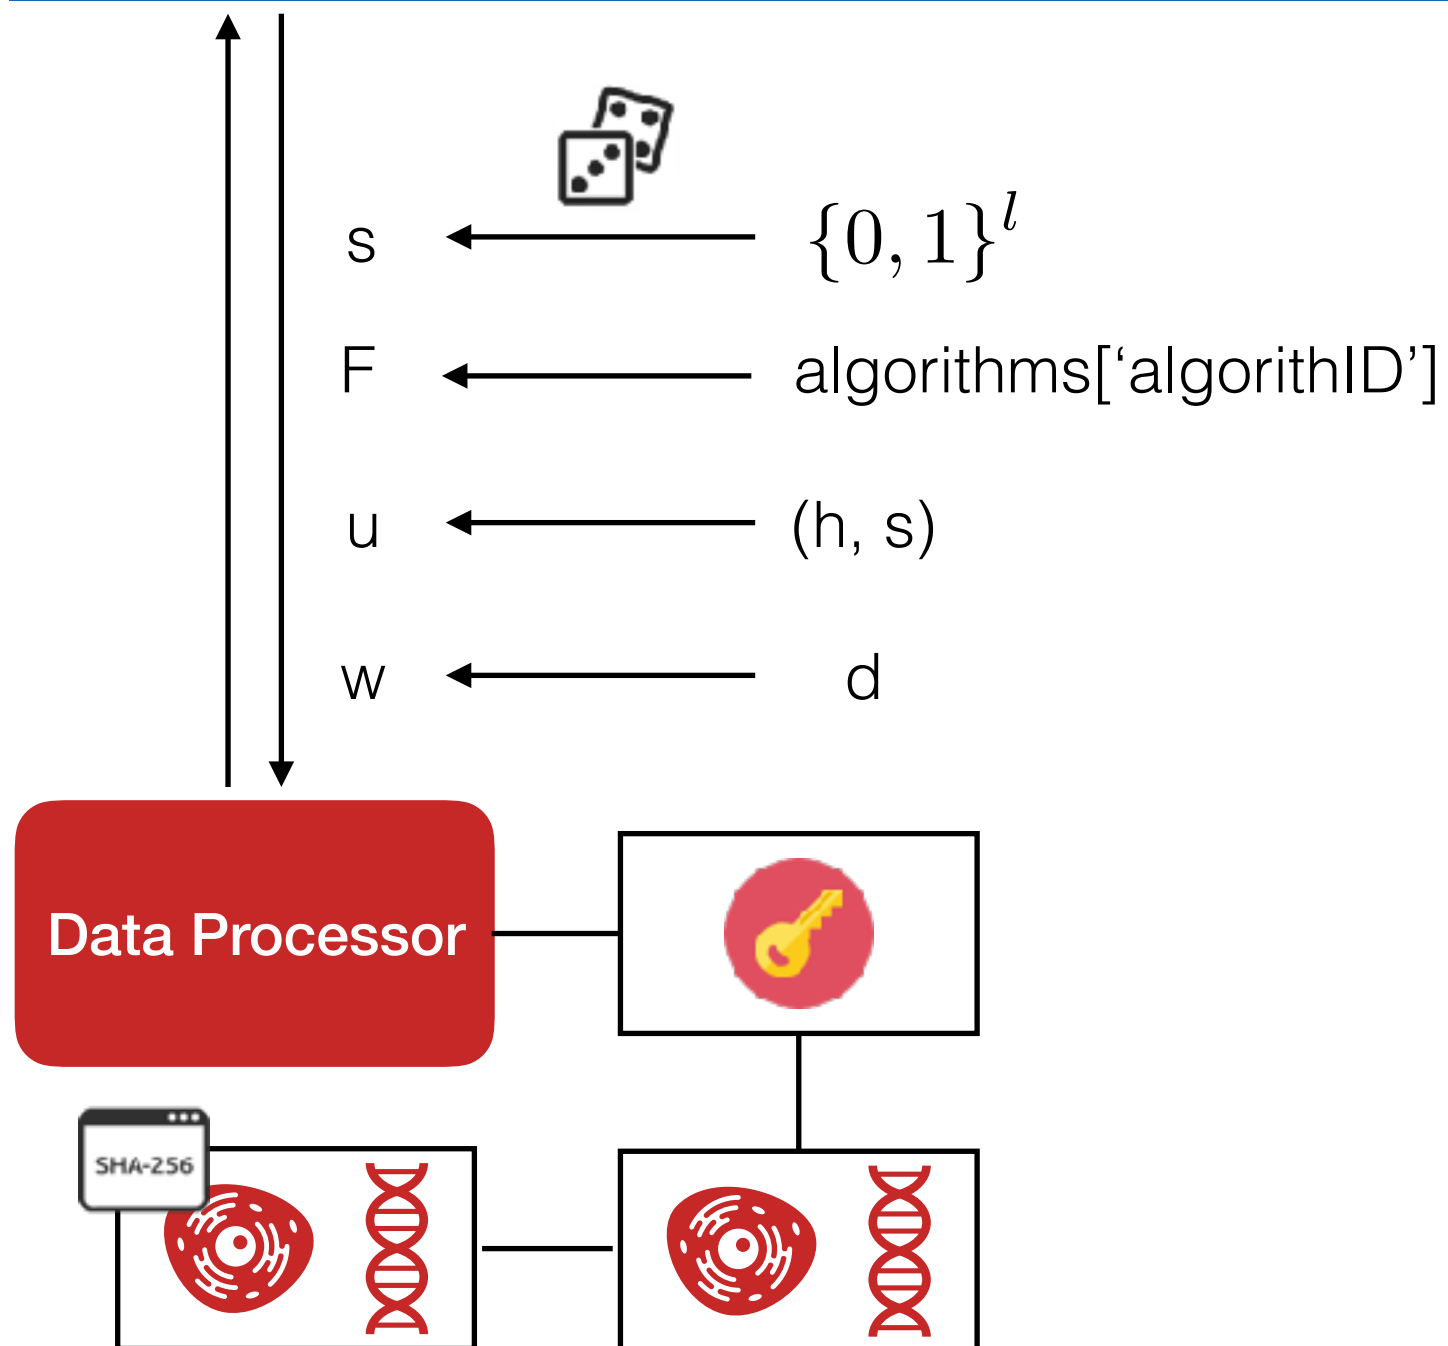 s {0, 1}^l
F algorithms[‘algorithID’]
u (h, s)
w d
Data Processor
SHA-256